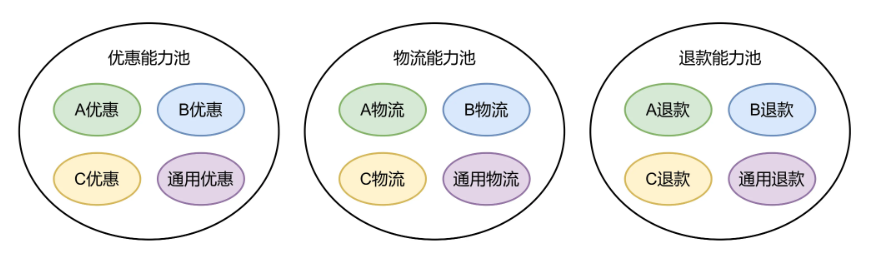 优惠能力池
A优惠
B优惠
C优惠
通用优惠
物流能力池
A物流
B物流
C物流
通用物流
退款能力池
A退款
B退款
C退款
通用退款